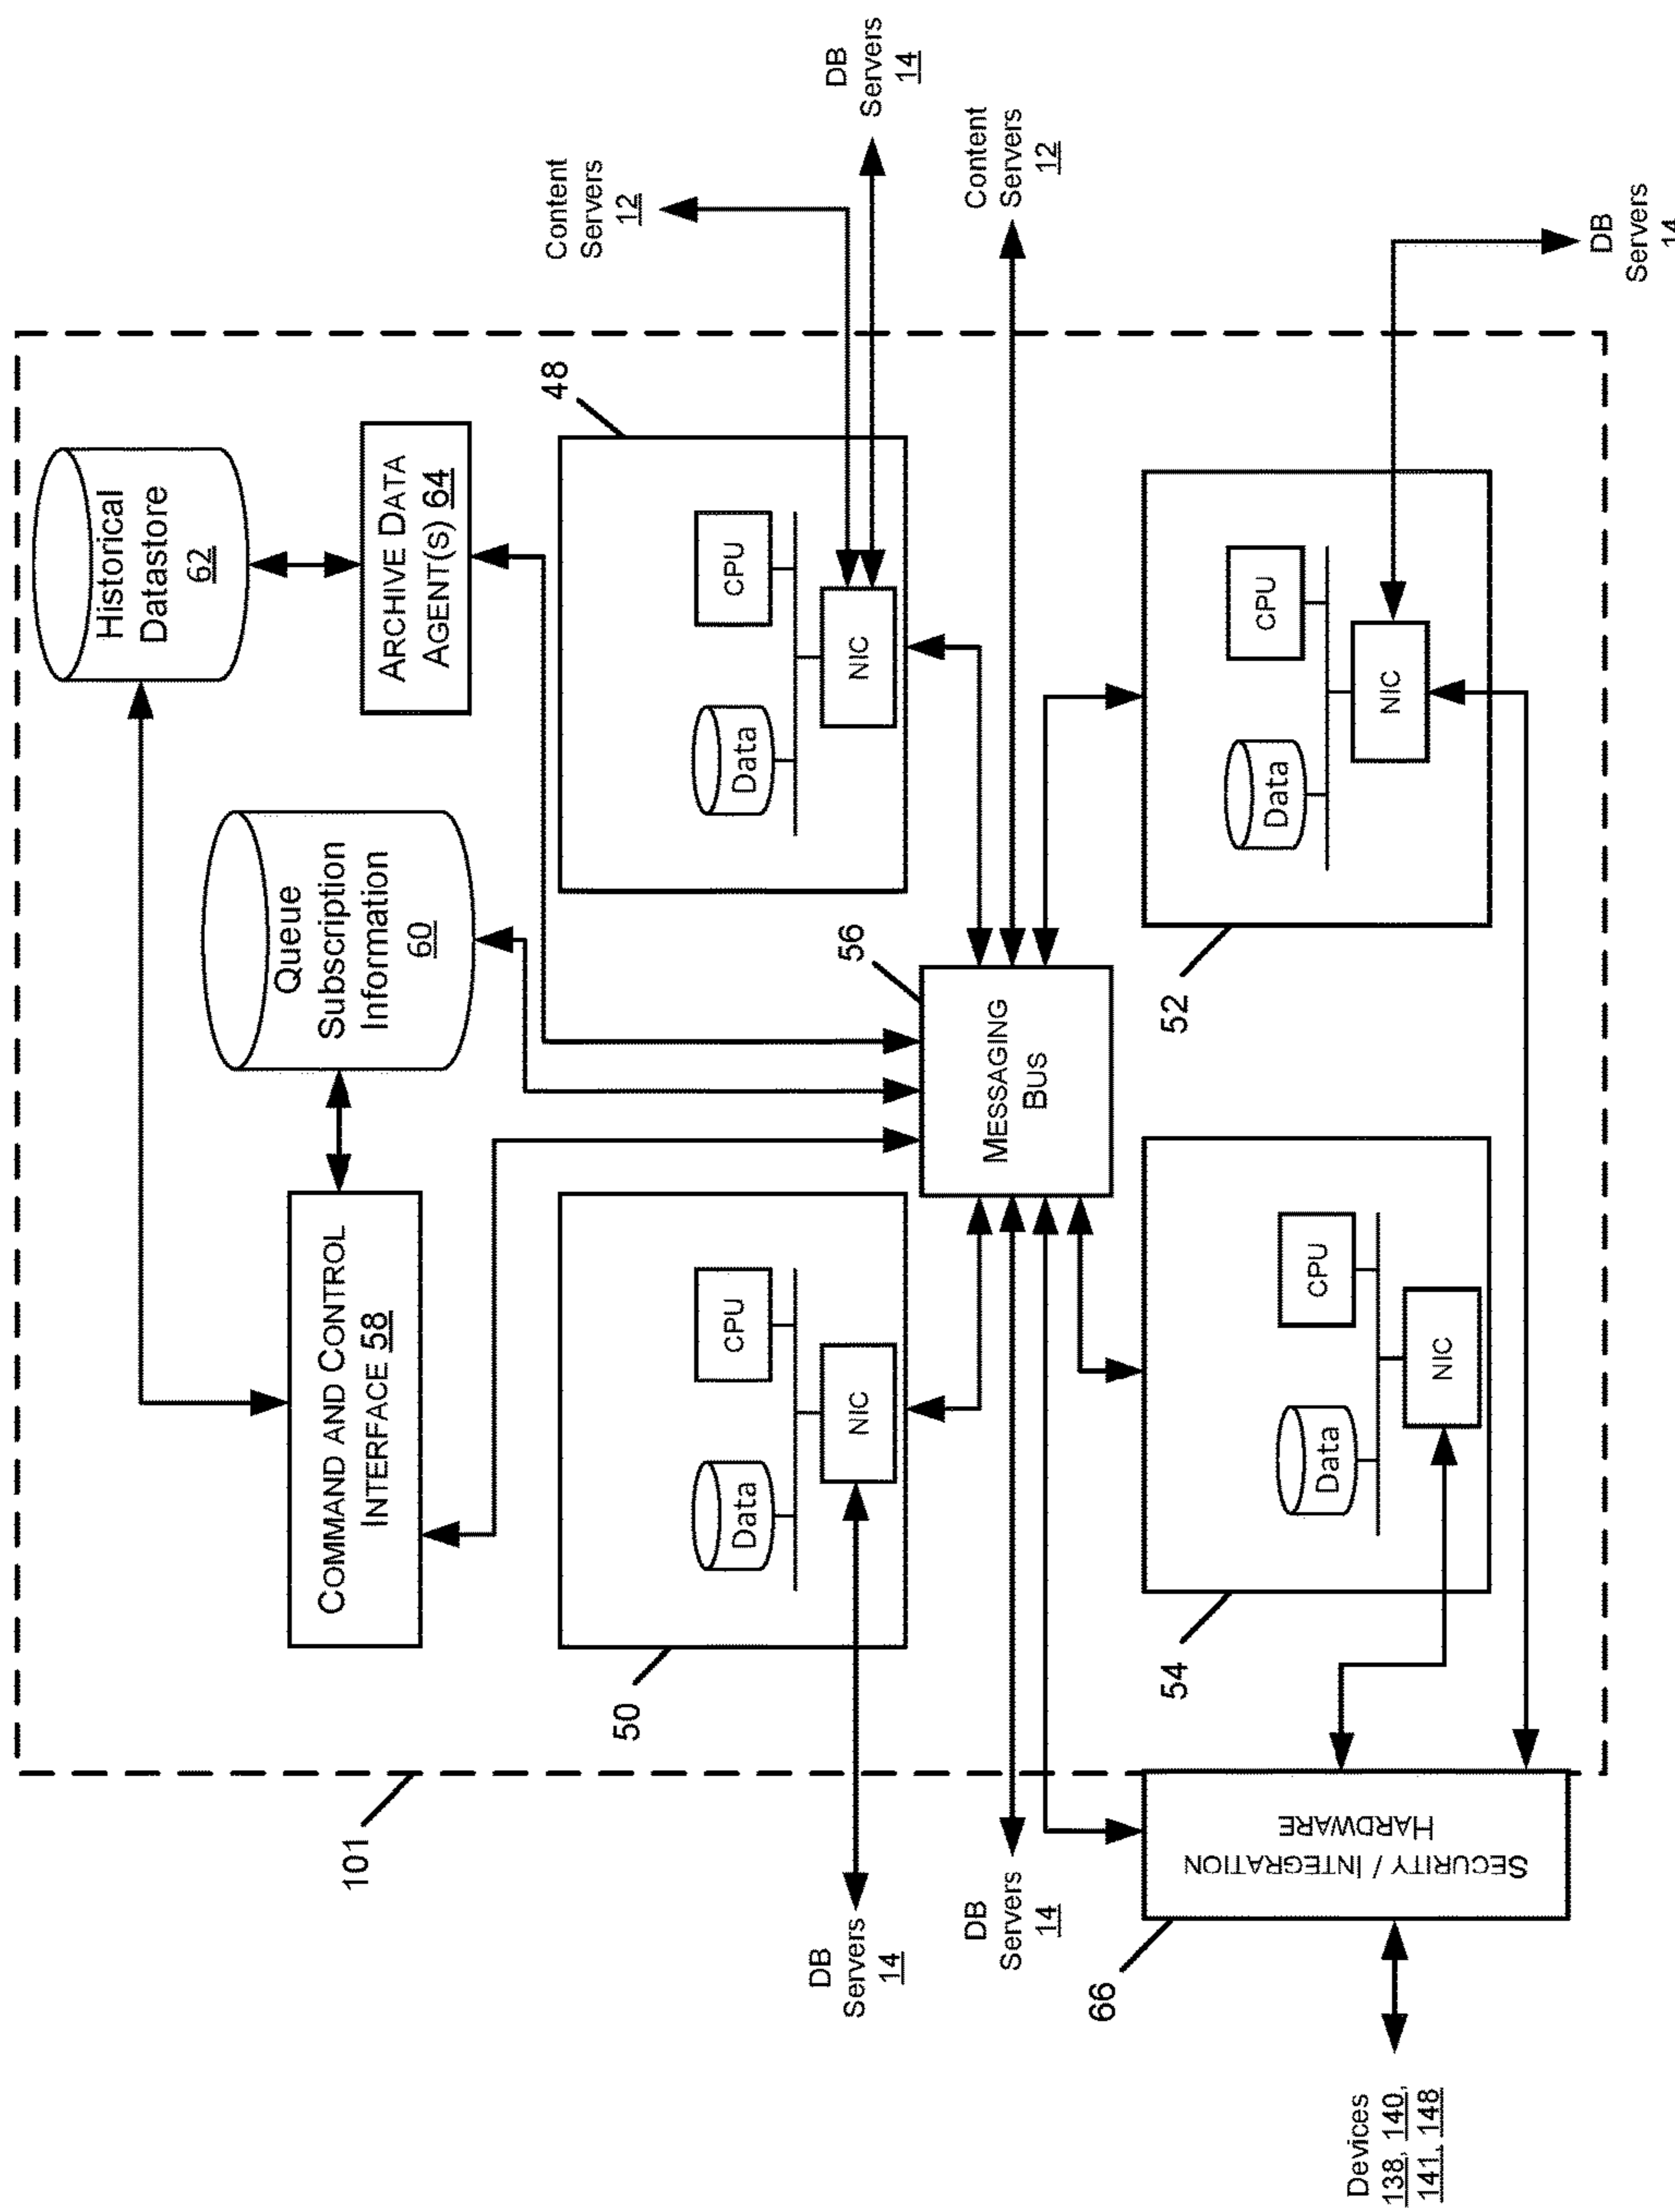 101
COMMAND AND CONTROL
INTERFACE 58
Queue
Subscription
Information
60
Historical
Datastore
62
ARCHIVE DATA
AGENT(S) 64
50
Data
CPU
NIC
48
Data
CPU
NIC
Content
Servers
12
DB
Servers
14
DB
Servers
14
56
MESSAGING
BUS
DB
Servers
14
Content
Servers
12
54
Data
CPU
NIC
52
Data
CPU
NIC
DB
Servers
14
66
SECURITY / INTEGRATION
HARDWARE
Devices
138, 140,
141, 148